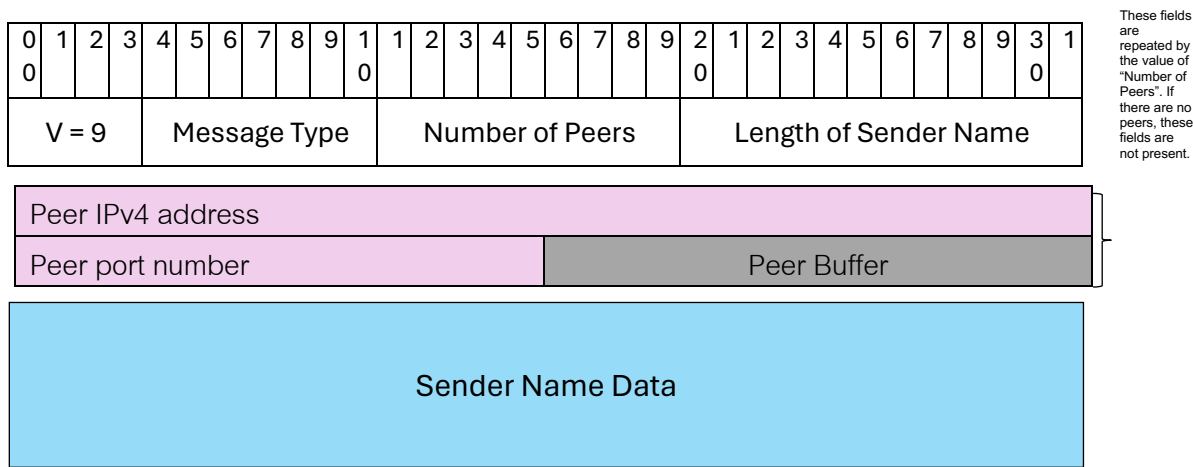 These fields
are
repeated by
the value of
“Number of
Peers”. If
there are no
peers, these
fields are
not present.
0 1 2 3 4 5 6 7 8 9 1 1 2 3 4 5 6 7 8 9 2 1 2 3 4 5 6 7 8 9 3 1
0 0 0 0
V = 9 Message Type Number of Peers Length of Sender Name
Peer IPv4 address
Peer port number Peer Buffer
Sender Name Data